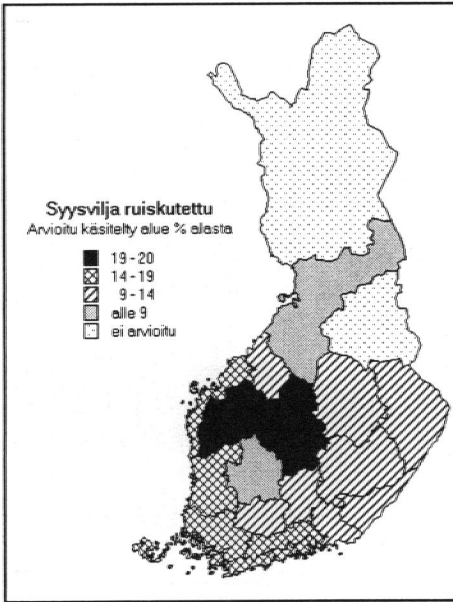 Syysvilja ruiskutettu
Arvioitu käsitelty alue % alasta
19-20
14-19
9-14
alle 9
ei arvioitu